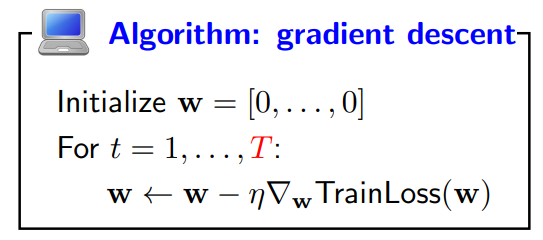 Algorithm: gradient descent
Initialize w = [0, . . . , 0]
For t = 1, . . . , T:
w ← w − η∇wTrainLoss(w)